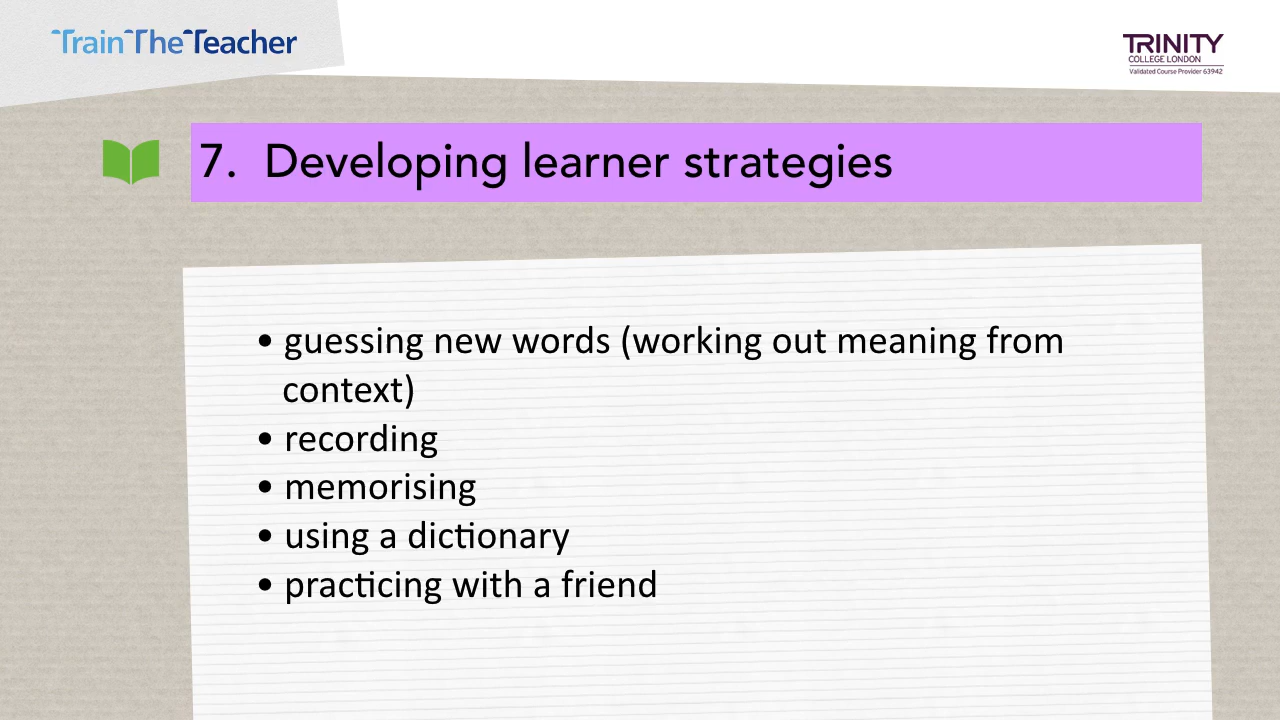 TrainTheTeacher
TRINITY
COLLEGE LONDON
Validated Course Provider 63942
7. Developing learner strategies
• guessing new words (working out meaning from
context)
• recording
• memorising
• using a dictionary
• practicing with a friend